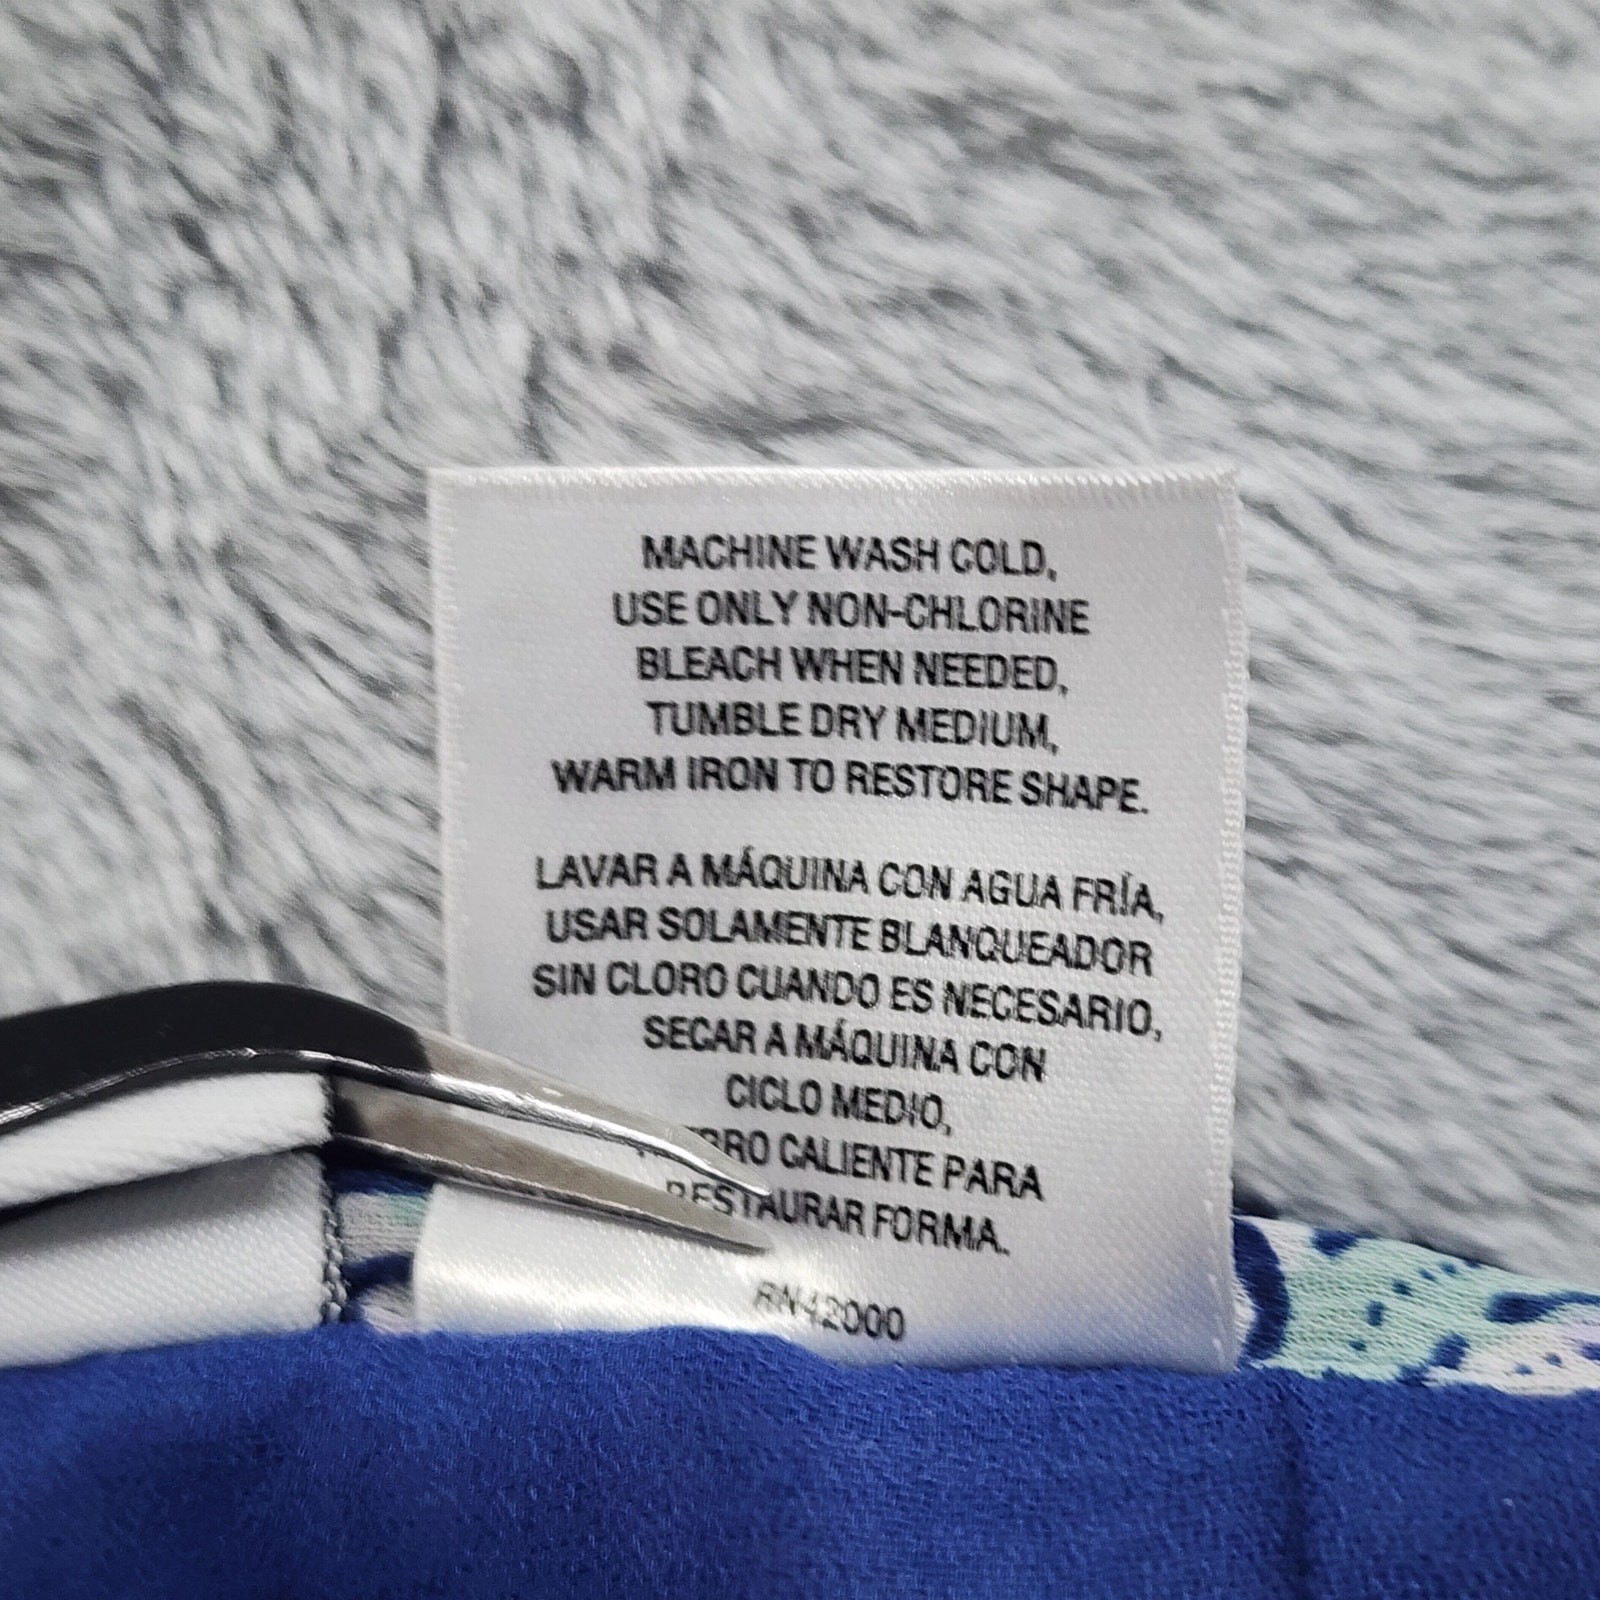 MACHINE WASH COLD,
USE ONLY NON-CHLORINE
BLEACH WHEN NEEDED,
TUMBLE DRY MEDIUM,
WARM IRON TO RESTORE SHAPE.
LAVAR A MÁQUINA CON AGUA FRÍA,
USAR SOLAMENTE BLANQUEADOR
SIN CLORO CUANDO ES NECESARIO,
SECAR A MÁQUINA CON
CICLO MEDIO,
CALIENTE PARA
RESTAURAR FORMA.
RN42000